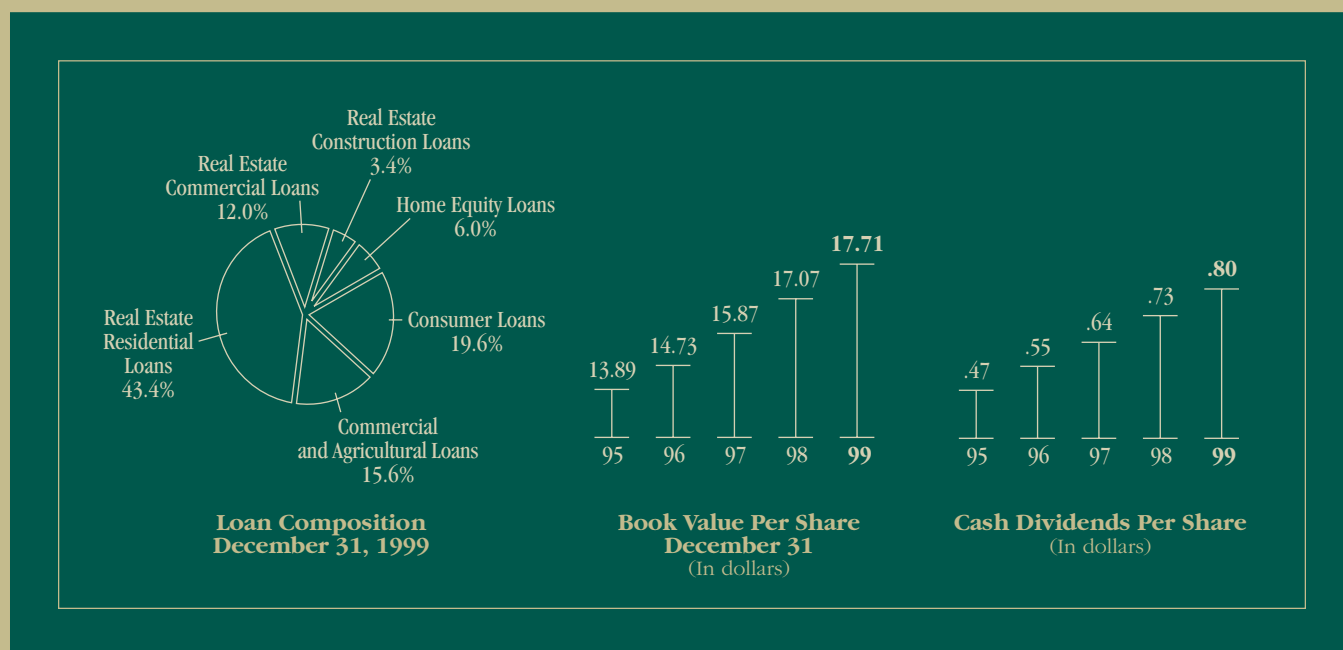 Real Estate
Construction Loans
3.4%
Real Estate
Commercial Loans
12.0%
Home Equity Loans
6.0%
Real Estate
Residential
Loans
43.4%
Consumer Loans
19.6%
Commercial
and Agricultural Loans
15.6%
Loan Composition
December 31, 1999
13.89
14.73
15.87
17.07
17.71
95 96 97 98 99
Book Value Per Share
December 31
(In dollars)
.47
.55
.64
.73
.80
95 96 97 98 99
Cash Dividends Per Share
(In dollars)